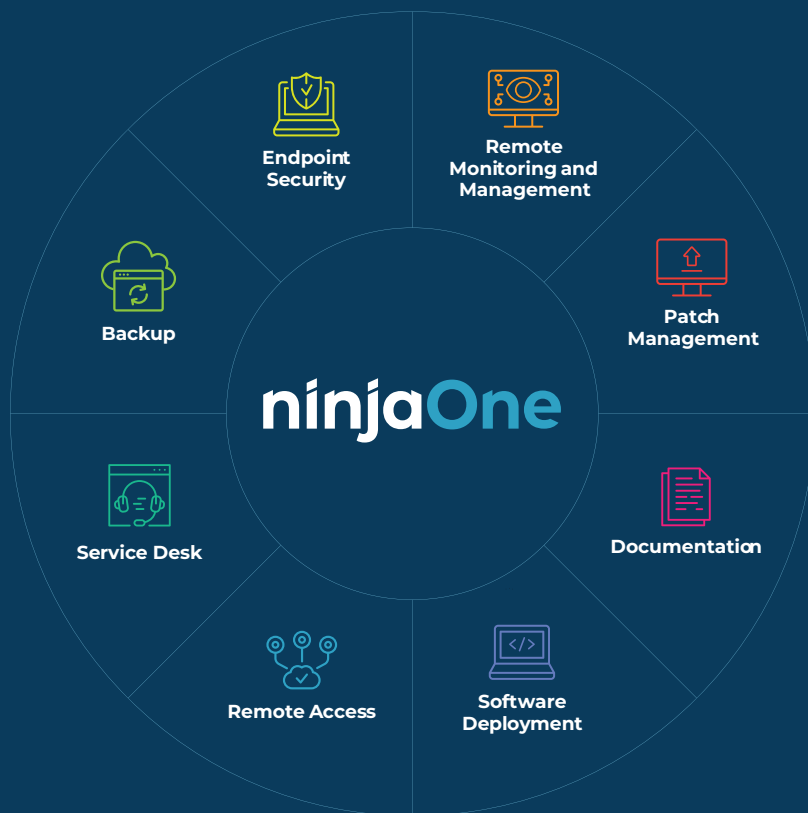 Endpoint
Security
Remote
Monitoring and
Management
Patch
Management
Documentation
Software
Deployment
Remote Access
Service Desk
Backup
ninjaOne